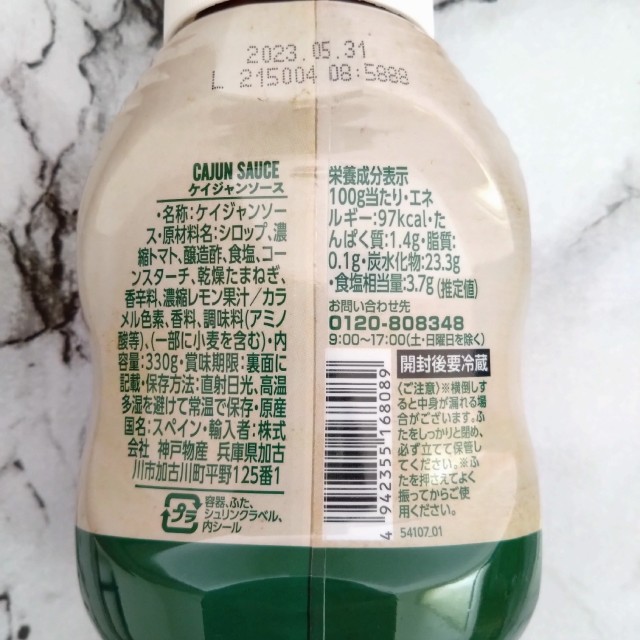 2023.05.31
L 215004 08:5888
CAJUN SAUCE
ケイジャンソース
・名称:ケイジャンソー
ス・原材料名:シロップ、濃
縮トマト、醸造酢、食塩、コー
ンスターチ、乾燥たまねぎ、
香辛料、濃縮レモン果汁/カラ
メル色素、香料、調味料(アミノ
酸等)、(一部に小麦を含む)・内
容量:330g・賞味期限:裏面に
記載・保存方法:直射日光、高温
多湿を避けて常温で保存・原産
国名:スペイン・輸入者:株式
会社 神戸物産 兵庫県加古
川市加古川町平野125番1
プラ
容器、ふた、
シュリンクラベル、
内シール
栄養成分表示
100g当たり・エネ
ルギー:97kcal・た
んぱく質:1.4g・脂質:
0.1g・炭水化物:23.3g
・食塩相当量:3.7g (推定値)
お問い合わせ先
0120-808348
9:00〜17:00(土・日曜日を除く)
開封後要冷蔵
〈ご注意〉※横倒しす
ると中身が漏れる場
合がございます。ふ
たをしっかりと閉め、
必ず立てて保管し
てください。※ふ
たを押さえてよく
振ってからご使
用ください。
4 942355 168089
54107.01